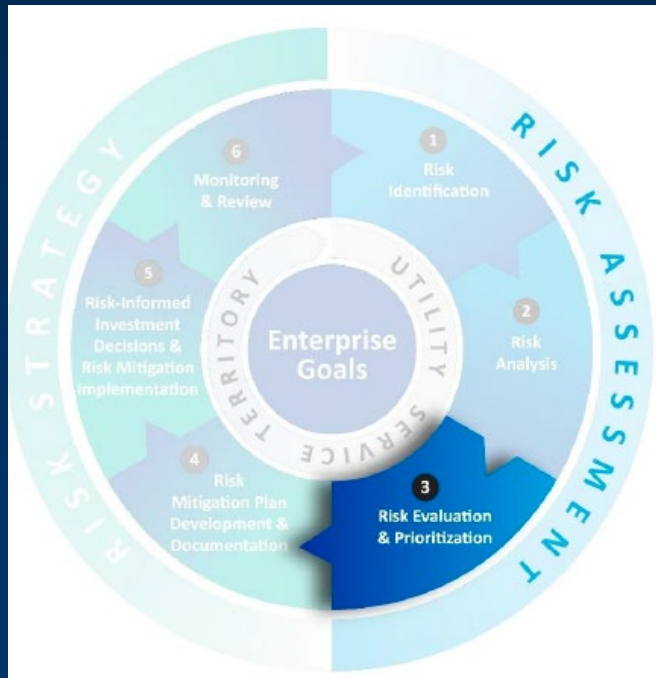 RISK ASSESSMENT
RISK STRATEGY
1
Risk
Identification
2
Risk
Analysis
3
Risk Evaluation
& Prioritization
4
Risk
Mitigation Plan
Development &
Documentation
5
Risk-Informed
Investment
Decisions &
Risk Mitigation
Implementation
6
Monitoring
& Review
UTILITY SERVICE TERRITORY
Enterprise
Goals